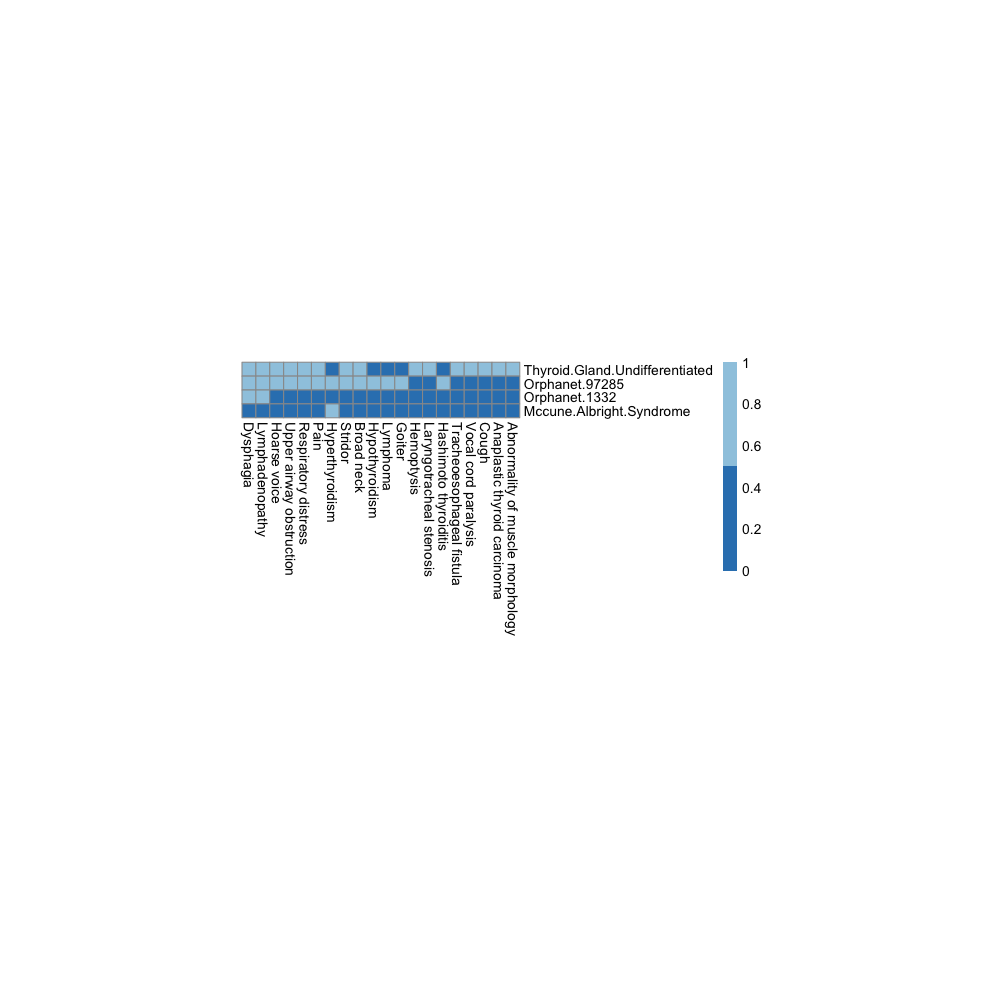 Thyroid.Gland.Undifferentiated
Orphanet.97285
Orphanet.1332
Mccune.Albright.Syndrome
1
0.8
0.6
0.4
0.2
0
Dysphagia
Lymphadenopathy
Hoarse voice
Upper airway obstruction
Respiratory distress
Pain
Hyperthyroidism
Stridor
Broad neck
Hypothyroidism
Lymphoma
Goiter
Hemoptysis
Laryngotracheal stenosis
Hashimoto thyroiditis
Tracheoesophageal fistula
Vocal cord paralysis
Cough
Anaplastic thyroid carcinoma
Abnormality of muscle morphology